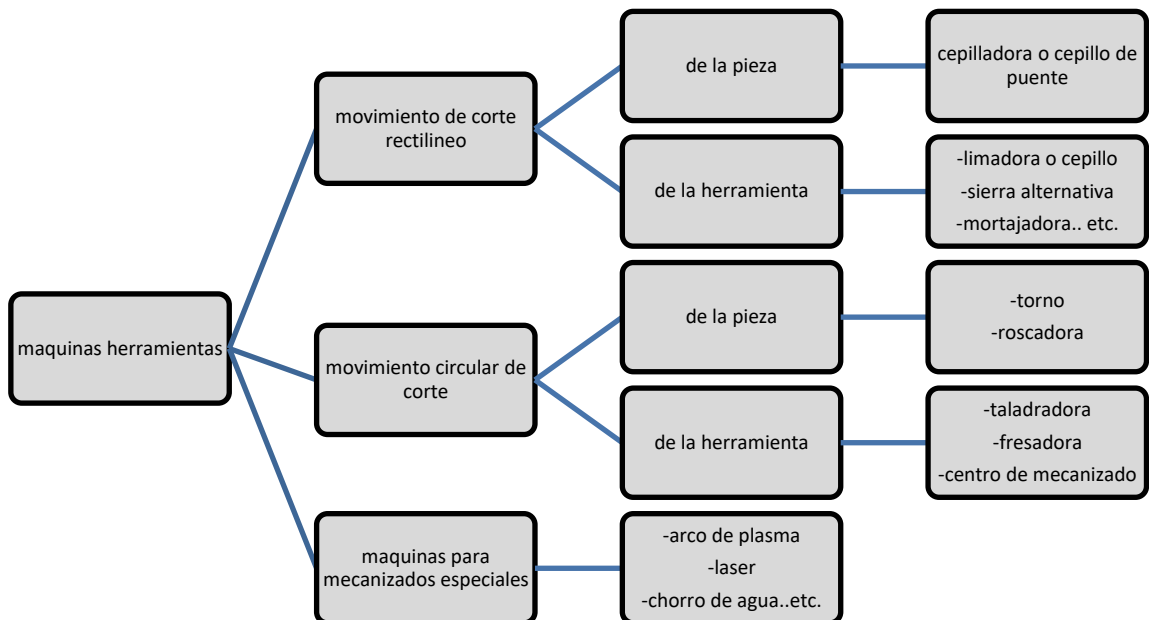 maquinas herramientas
movimiento de corte
rectilineo
de la pieza
cepilladora o cepillo de
puente
de la herramienta
-limadora o cepillo
-sierra alternativa
-mortajadora.. etc.
movimiento circular de
corte
de la pieza
-torno
-roscadora
de la herramienta
-taladradora
-fresadora
-centro de mecanizado
maquinas para
mecanizados especiales
-arco de plasma
-laser
-chorro de agua..etc.